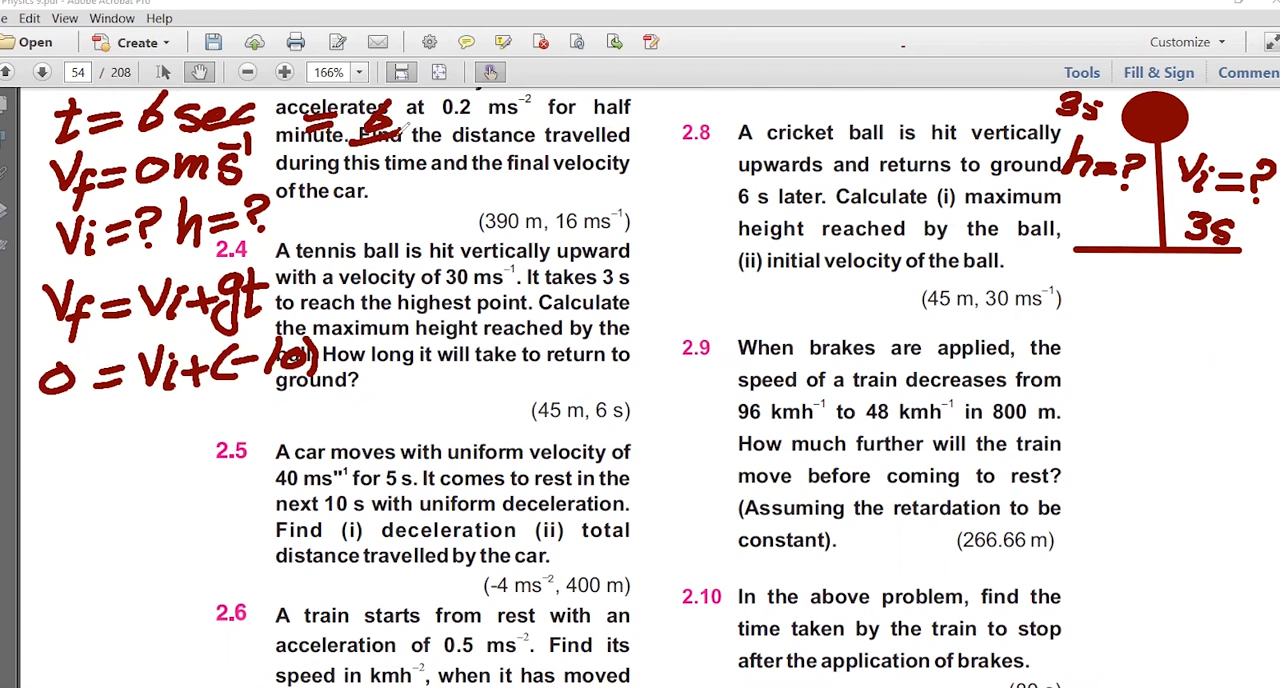 Physics 9.pdf - Adobe Acrobat Pro
e Edit View Window Help
Open Create Customize
54 / 208 166% Tools Fill & Sign Commen
accelerates at 0.2 ms⁻² for half
minute. Find the distance travelled
during this time and the final velocity
of the car.
(390 m, 16 ms⁻¹)
2.4 A tennis ball is hit vertically upward
with a velocity of 30 ms⁻¹. It takes 3 s
to reach the highest point. Calculate
the maximum height reached by the
ball. How long it will take to return to
ground?
(45 m, 6 s)
2.5 A car moves with uniform velocity of
40 ms"¹ for 5 s. It comes to rest in the
next 10 s with uniform deceleration.
Find (i) deceleration (ii) total
distance travelled by the car.
(-4 ms⁻², 400 m)
2.6 A train starts from rest with an
acceleration of 0.5 ms⁻². Find its
speed in kmh⁻², when it has moved
t = 6 sec = 6
Vf = 0 m s⁻¹
Vi = ? h = ?
Vf = Vi + gt
0 = Vi + (-10)
2.8 A cricket ball is hit vertically
upwards and returns to ground
6 s later. Calculate (i) maximum
height reached by the ball,
(ii) initial velocity of the ball.
(45 m, 30 ms⁻¹)
2.9 When brakes are applied, the
speed of a train decreases from
96 kmh⁻¹ to 48 kmh⁻¹ in 800 m.
How much further will the train
move before coming to rest?
(Assuming the retardation to be
constant). (266.66 m)
2.10 In the above problem, find the
time taken by the train to stop
after the application of brakes.
3s
h = ? Vi = ?
3s